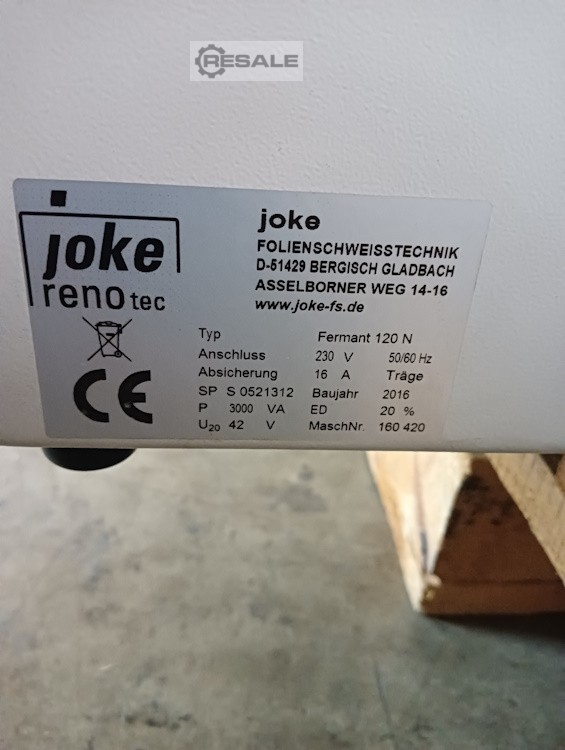 RESALE
joke
renotec
joke
FOLIENSCHWEISSTECHNIK
D-51429 BERGISCH GLADBACH
ASSELBORNER WEG 14-16
www.joke-fs.de
Typ Fermant 120 N
Anschluss 230 V 50/60 Hz
Absicherung 16 A Träge
SP S 0521312 Baujahr 2016
P 3000 VA ED 20 %
U20 42 V MaschNr. 160 420
CE